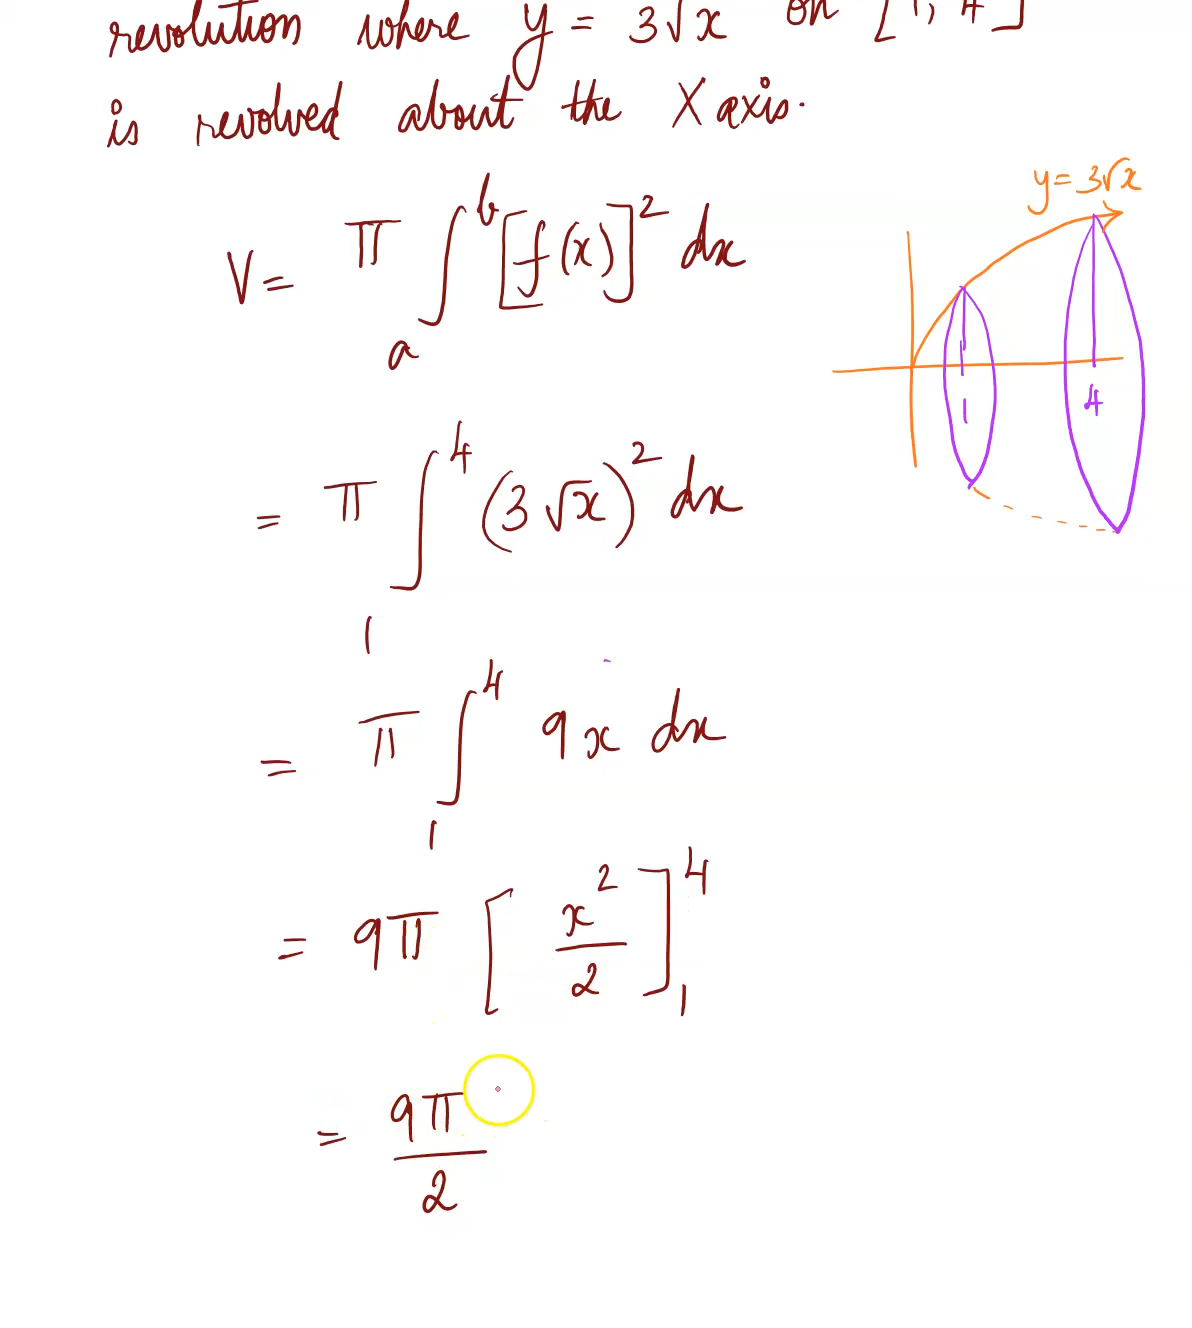 revolution where y = 3√x on [1, 4]
is revolved about the X axis.
y = 3√x
V = π ∫_a^b [f(x)]^2 dx
1 4
= π ∫_1^4 (3√x)^2 dx
= π ∫_1^4 9x dx
= 9π [x^2/2]_1^4
= 9π/2